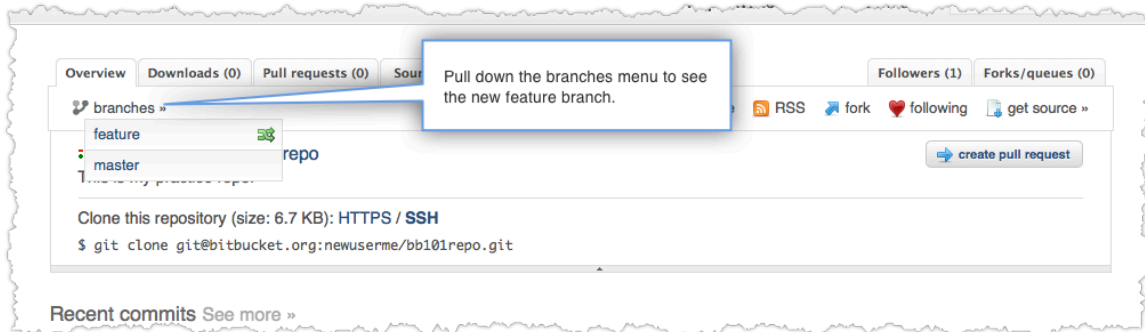 Overview Downloads (0) Pull requests (0) Followers (1) Forks/queues (0)
Pull down the branches menu to see
the new feature branch.
branches » RSS fork following get source »
feature
master
repo
create pull request
Clone this repository (size: 6.7 KB): HTTPS / SSH
$ git clone git@bitbucket.org:newuserme/bb101repo.git
Recent commits See more »